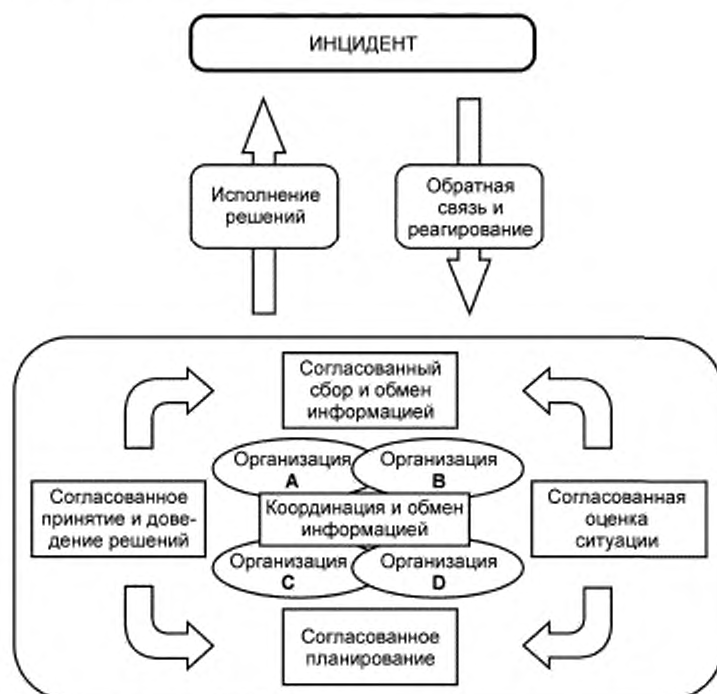 ИНЦИДЕНТ
Исполнение
решений
Обратная
связь и
реагирование
Согласованный
сбор и обмен
информацией
Организация
A
Организация
B
Согласованное
принятие и дове-
дение решений
Координация и обмен
информацией
Согласованная
оценка
ситуации
Организация
C
Организация
D
Согласованное
планирование